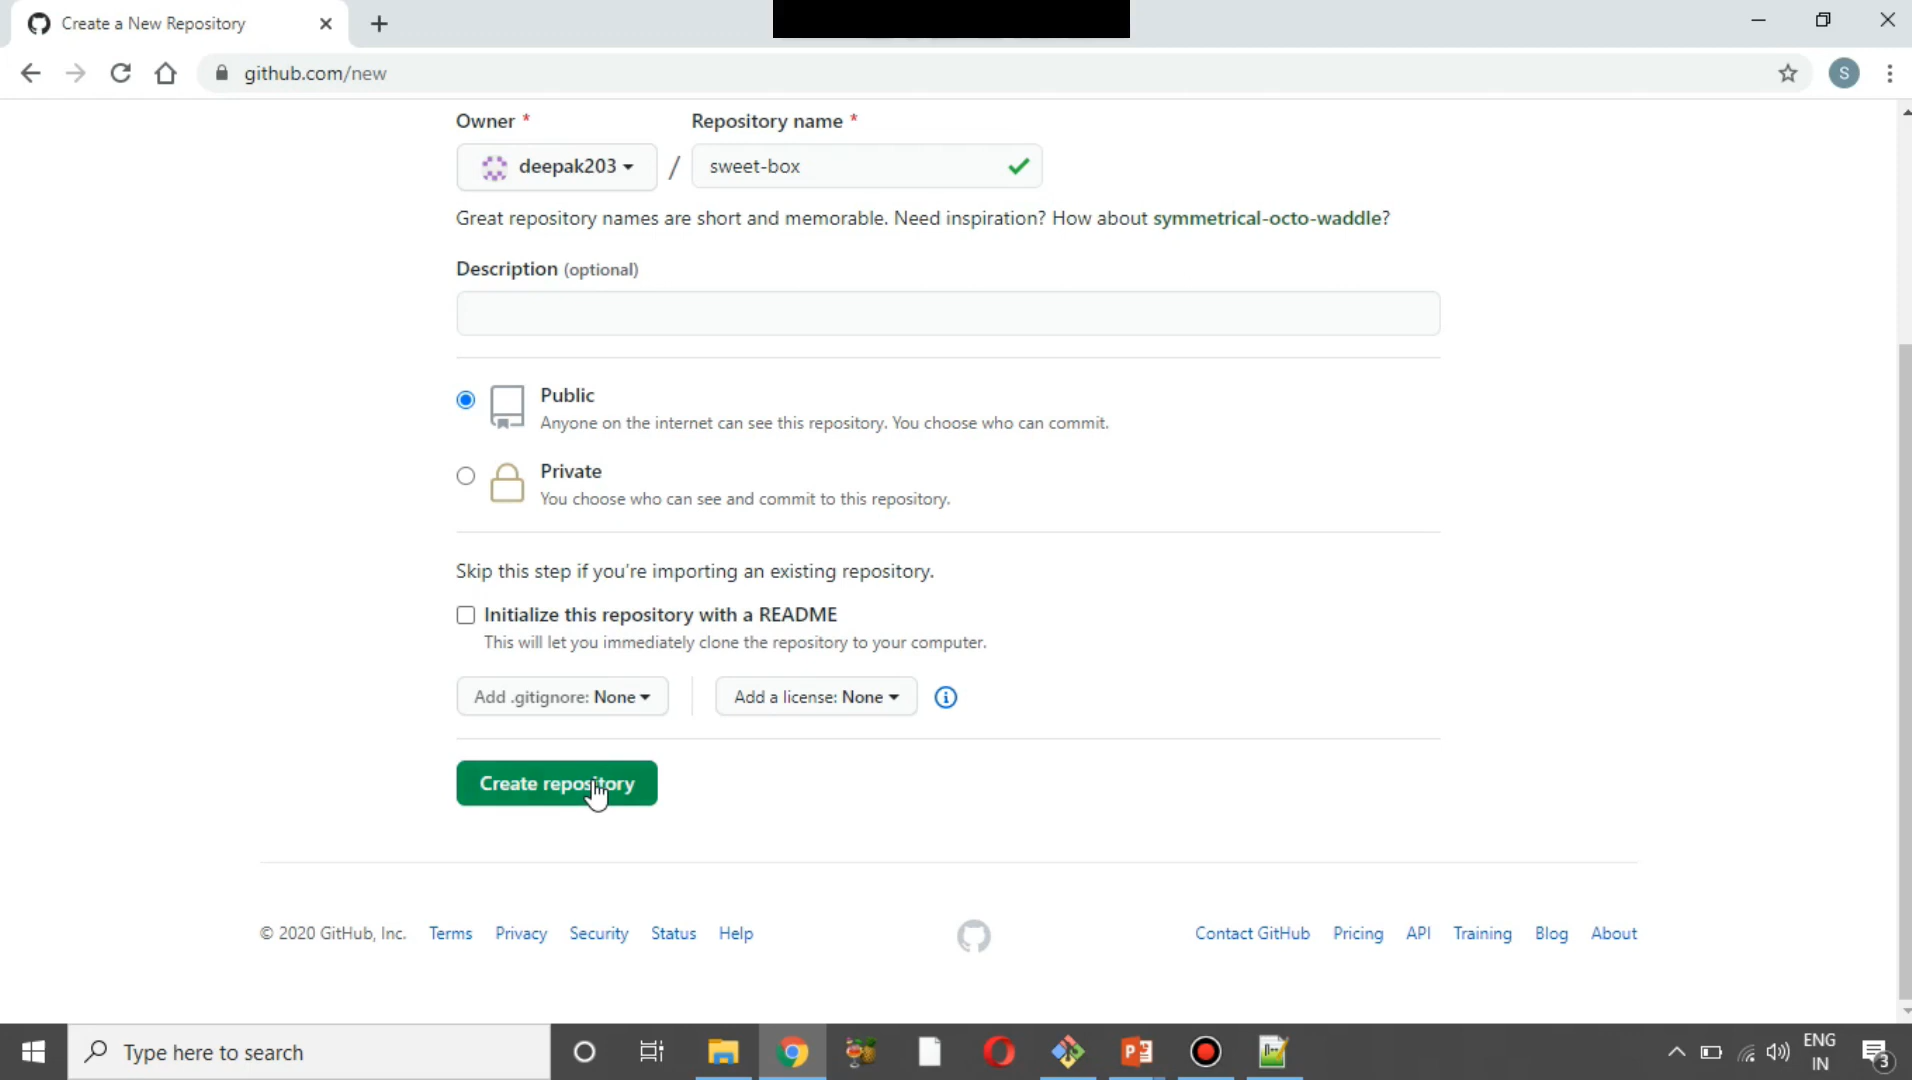 Create a New Repository
github.com/new
S
Owner * Repository name *
deepak203 / sweet-box
Great repository names are short and memorable. Need inspiration? How about symmetrical-octo-waddle?
Description (optional)
Public
Anyone on the internet can see this repository. You choose who can commit.
Private
You choose who can see and commit to this repository.
Skip this step if you're importing an existing repository.
Initialize this repository with a README
This will let you immediately clone the repository to your computer.
Add .gitignore: None Add a license: None
Create repository
© 2020 GitHub, Inc. Terms Privacy Security Status Help Contact GitHub Pricing API Training Blog About
Type here to search
ENG
IN
3